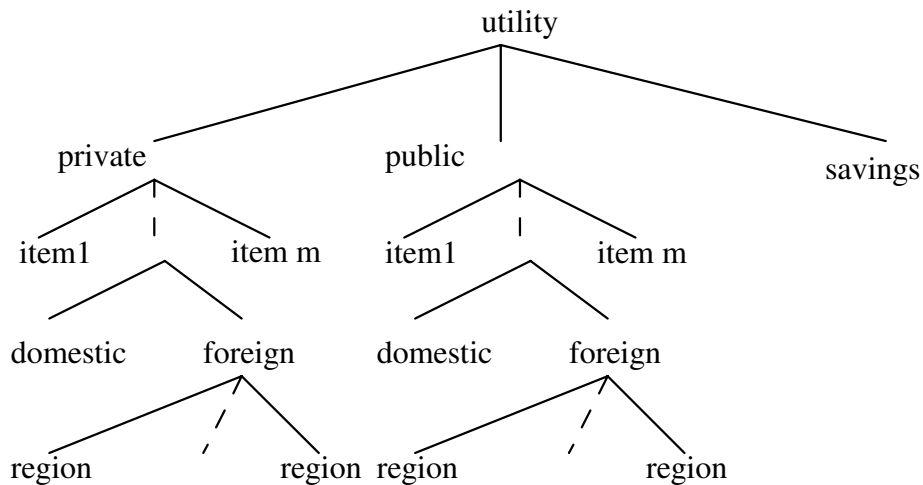 utility
private public savings
item1 item m item1 item m
domestic foreign domestic foreign
region region region region